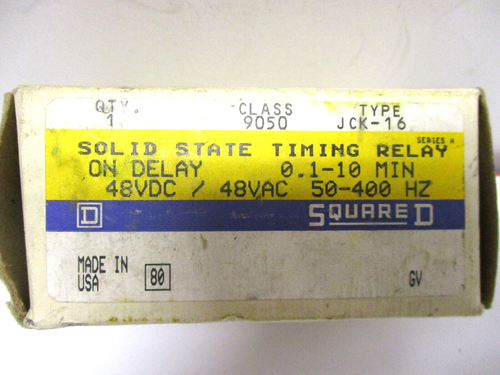 QTY. CLASS TYPE
1 9050 JCK-16
SERIES A
SOLID STATE TIMING RELAY
ON DELAY 0.1-10 MIN
48VDC / 48VAC 50-400 HZ
D SQUARE D
MADE IN
USA 80 GV